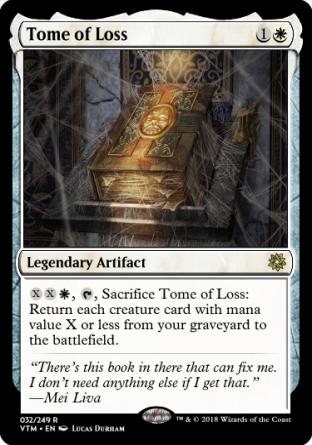 Tome of Loss 1
Legendary Artifact
X X , , Sacrifice Tome of Loss:
Return each creature card with mana
value X or less from your graveyard to
the battlefield.
“There's this book in there that can fix me.
I don't need anything else if I get that.”
—Mei Liva
032/249 R
VTM • EN Lucas Durham
™ & © 2018 Wizards of the Coast